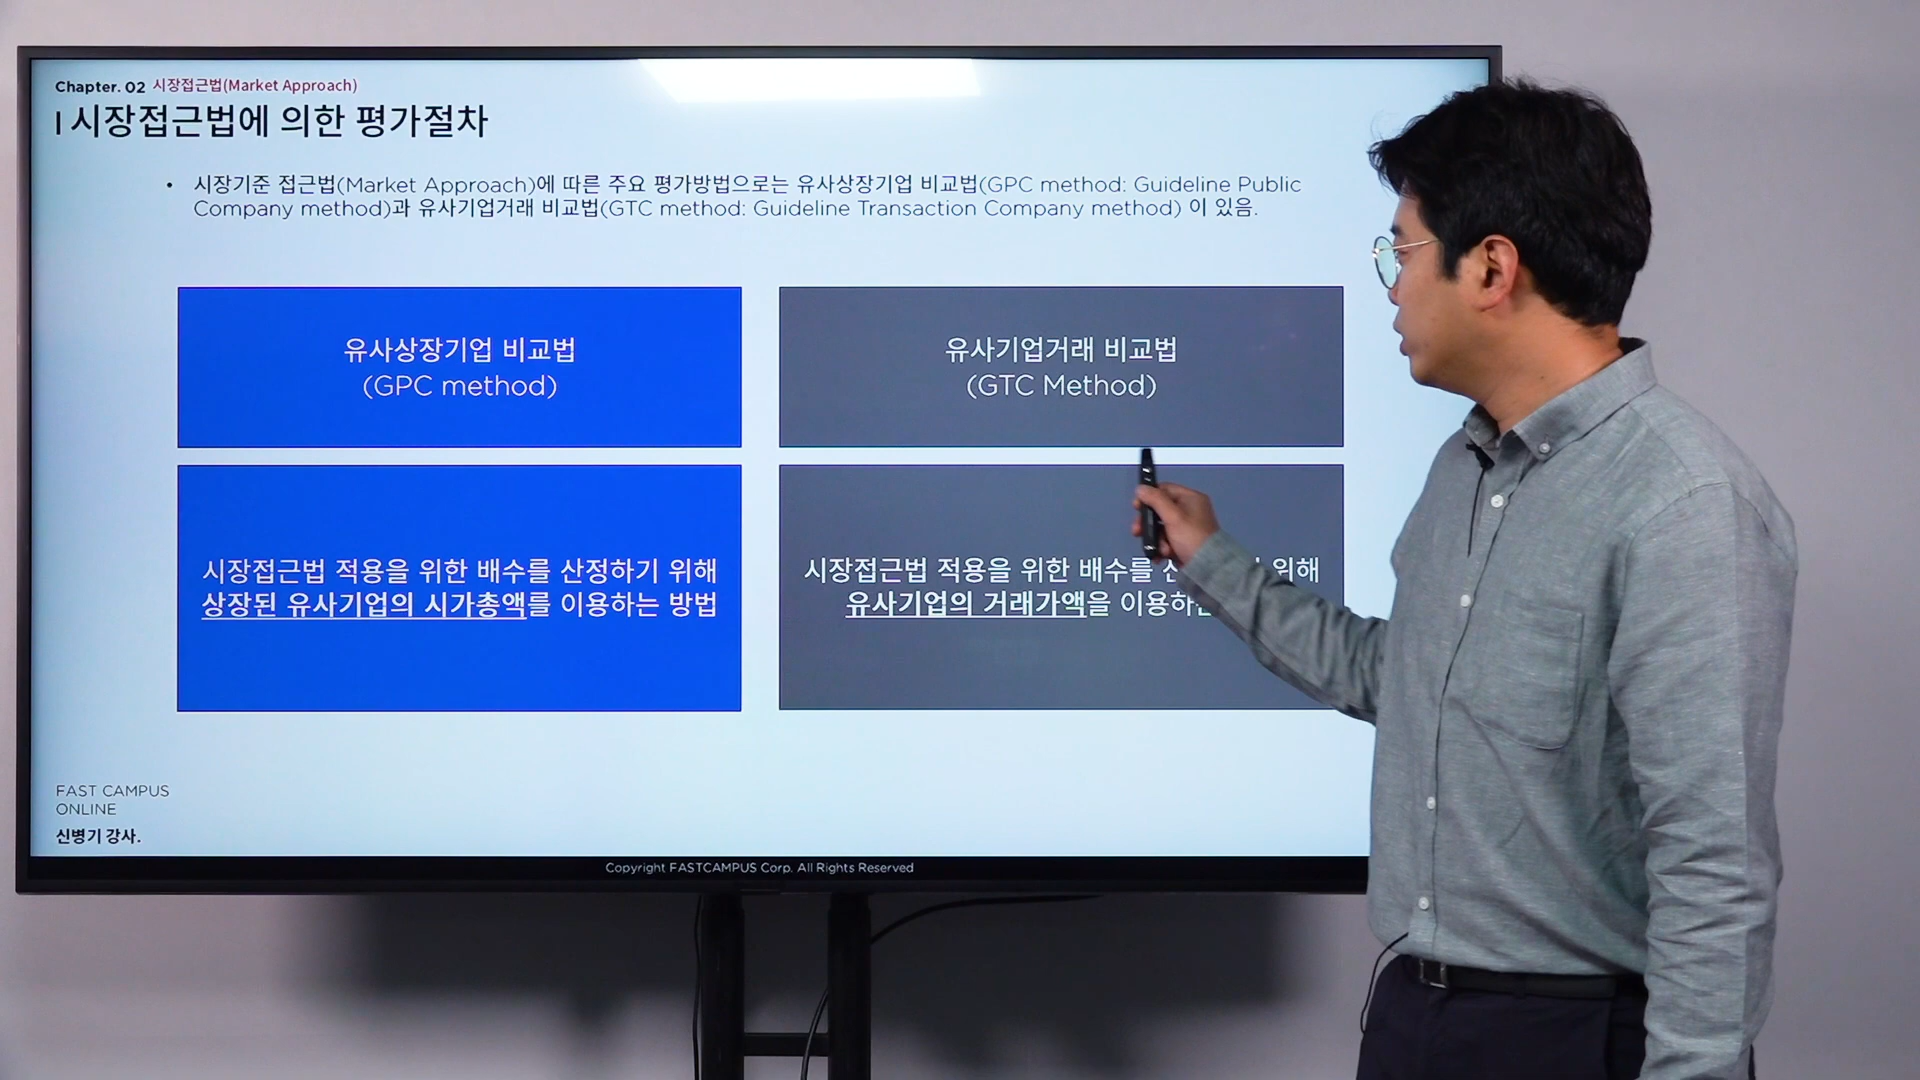 Chapter. 02 시장접근법(Market Approach)
I 시장접근법에 의한 평가절차
• 시장기준 접근법(Market Approach)에 따른 주요 평가방법으로는 유사상장기업 비교법(GPC method: Guideline Public
Company method)과 유사기업거래 비교법(GTC method: Guideline Transaction Company method) 이 있음.
유사상장기업 비교법
(GPC method)
유사기업거래 비교법
(GTC Method)
시장접근법 적용을 위한 배수를 산정하기 위해
상장된 유사기업의 시가총액를 이용하는 방법
시장접근법 적용을 위한 배수를 위해
유사기업의 거래가액을
FAST CAMPUS
ONLINE
신병기 강사.
Copyright FASTCAMPUS Corp. All Rights Reserved